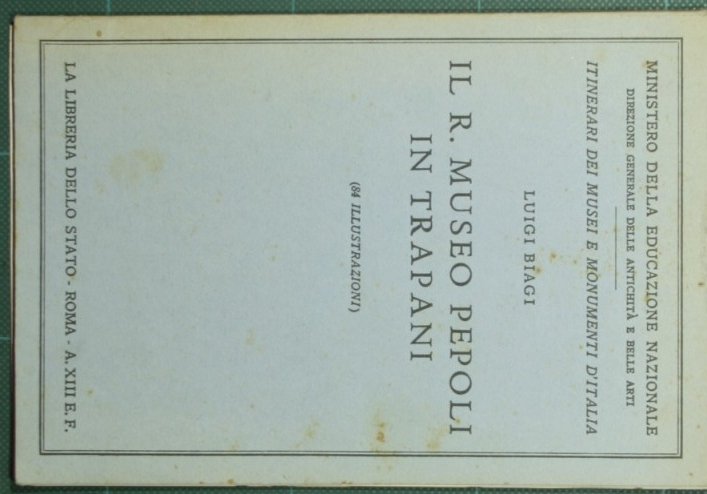 MINISTERO DELLA EDUCAZIONE NAZIONALE
DIREZIONE GENERALE DELLE ANTICHITÀ E BELLE ARTI
ITINERARI DEI MUSEI E MONUMENTI D'ITALIA
LUIGI BIAGI
IL R. MUSEO PEPOLI
IN TRAPANI
(84 ILLUSTRAZIONI)
LA LIBRERIA DELLO STATO - ROMA - A. XIII E. F.